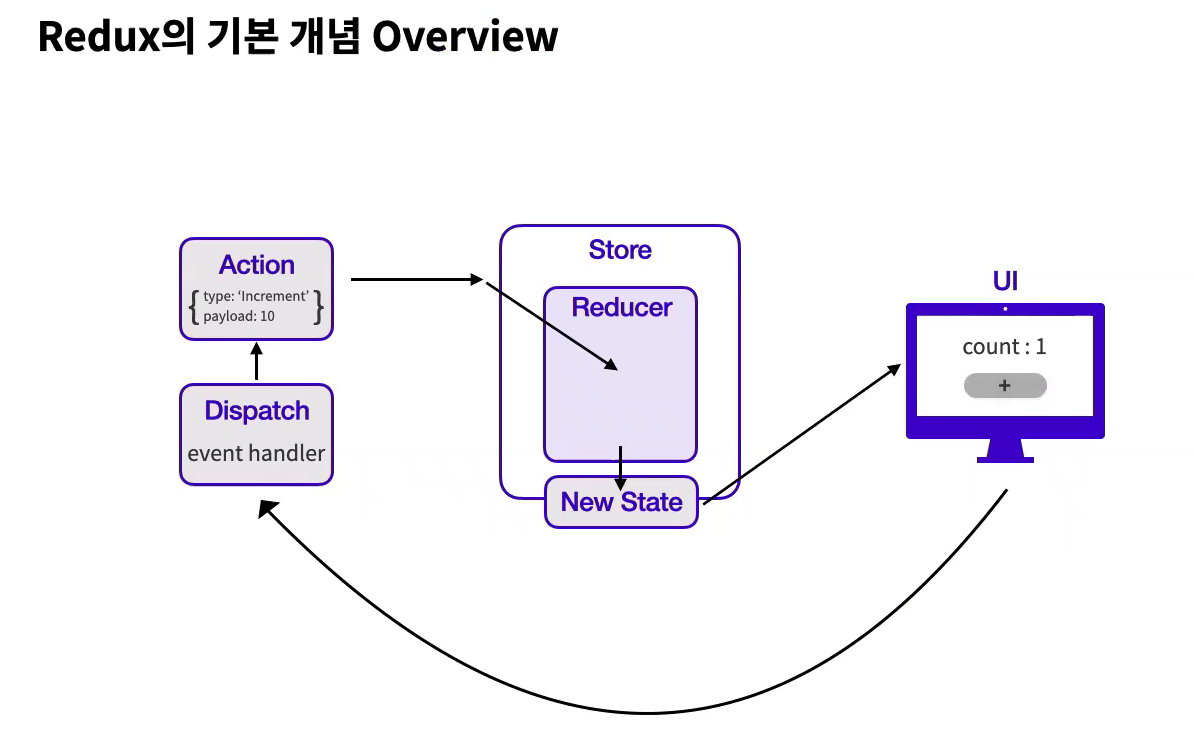 Redux의 기본 개념 Overview
Action
{ type: ‘Increment’
payload: 10 }
Dispatch
event handler
Store
Reducer
New State
UI
count : 1
+